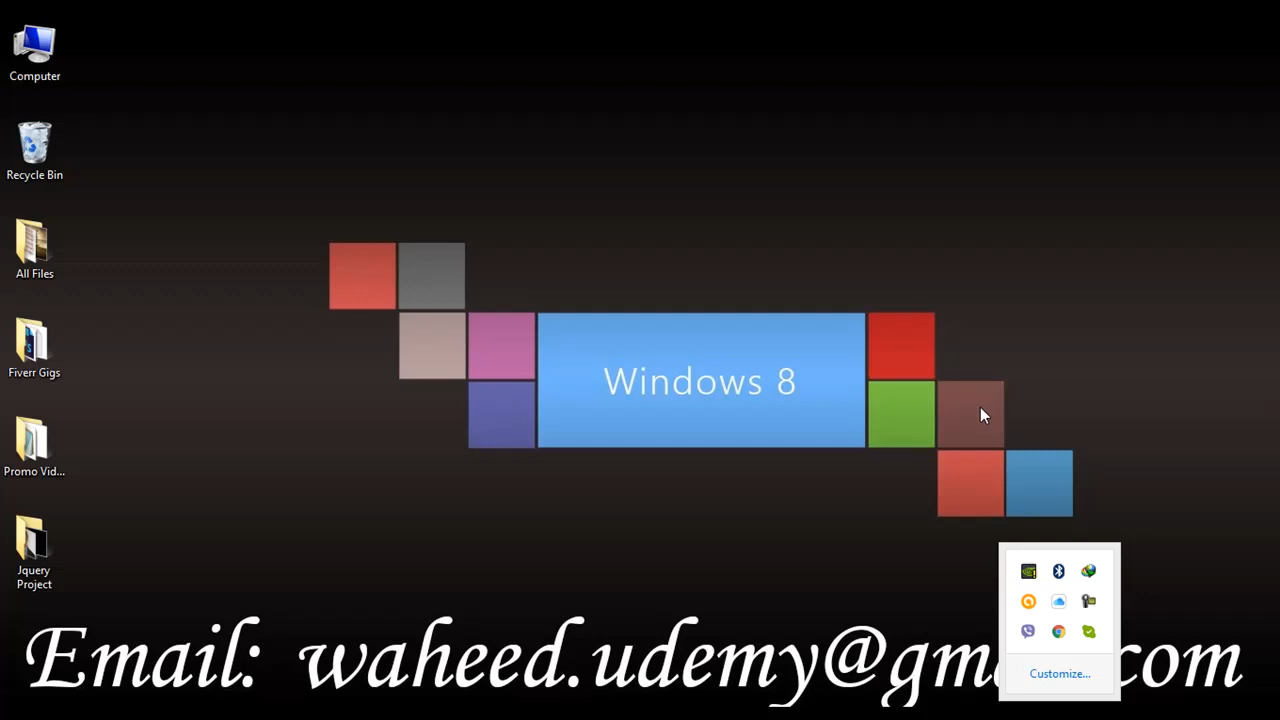 Computer
Recycle Bin
All Files
Fiverr Gigs
Promo Vid...
Jquery
Project
Windows 8
Customize...
Email: waheed.udemy@gm com